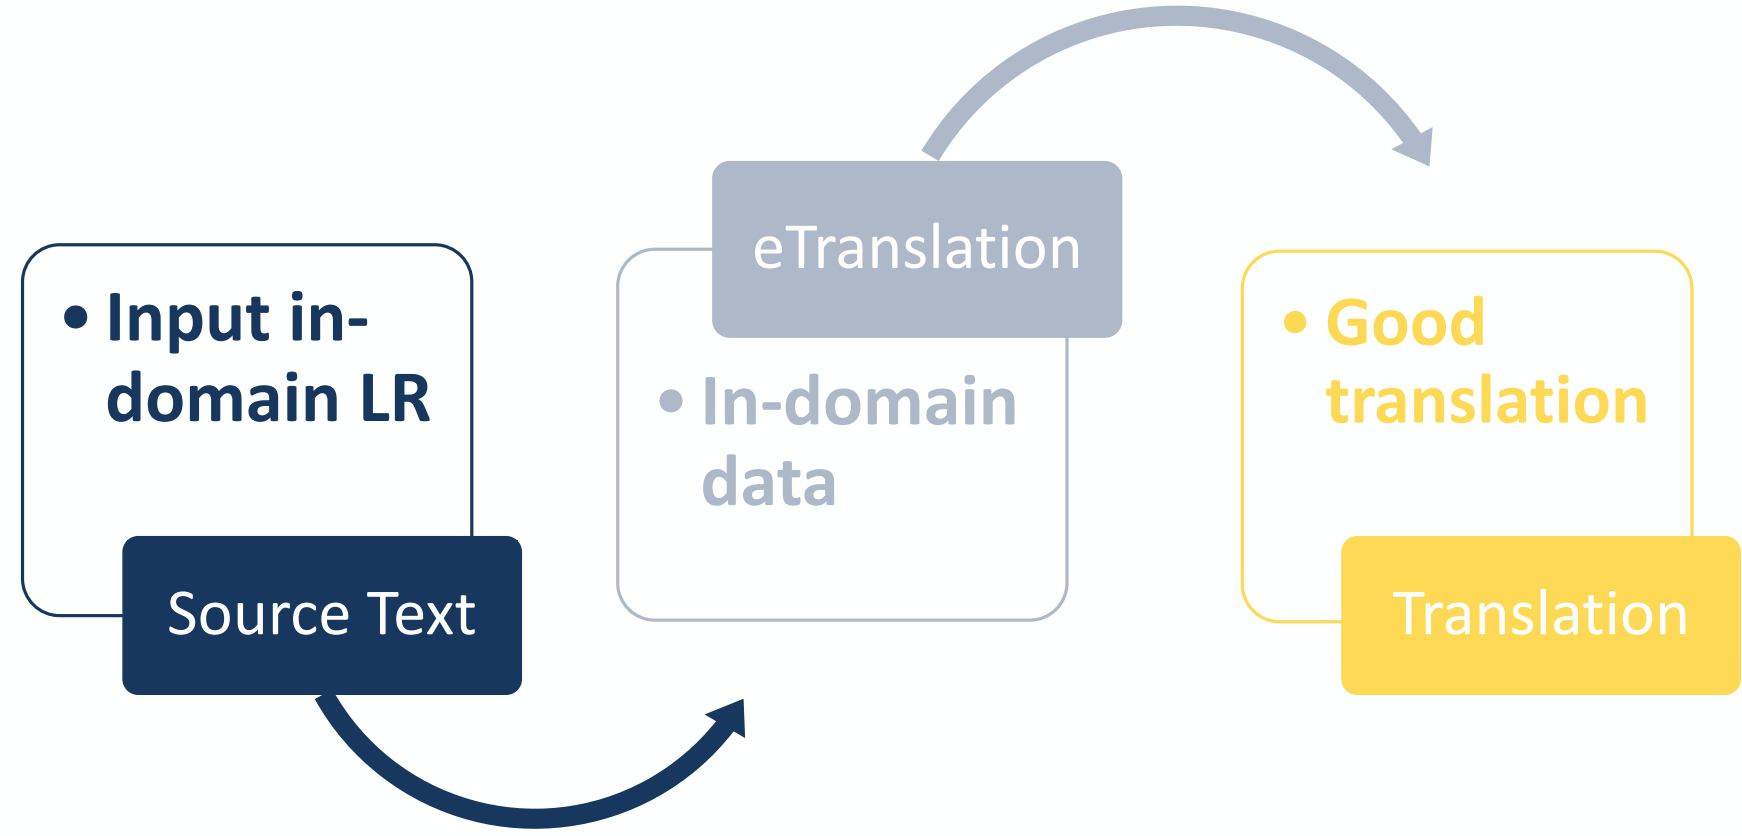 • Input in-
domain LR
Source Text
eTranslation
• In-domain
data
• Good
translation
Translation